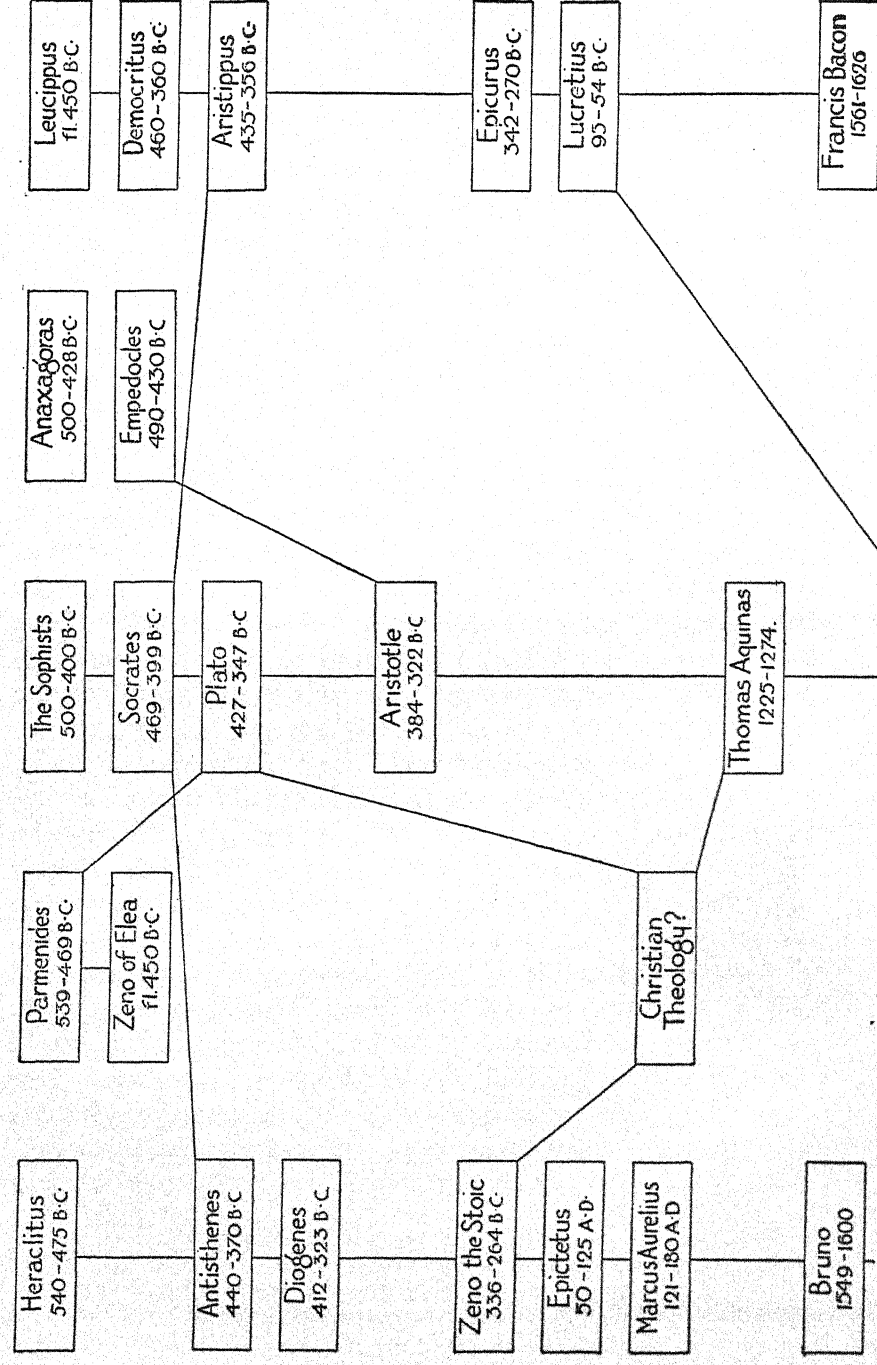 Heraclitus
540-475 B·C·
Antisthenes
440-370 B·C
Diogenes
412-323 B·C.
Zeno the Stoic
336-264 B·C·
Epictetus
50-125 A·D·
Marcus Aurelius
121-180 A·D
Bruno
1549-1600
Parmenides
539-469 B·C·
Zeno of Elea
fl.450 B·C·
Christian
Theology?
The Sophists
500-400 B·C·
Socrates
469-399 B·C·
Plato
427-347 B·C
Aristotle
384-322 B·C
Thomas Aquinas
1225-1274.
Anaxagoras
500-428 B·C·
Empedocles
490-430 B·C
Leucippus
fl.450 B·C·
Democritus
460-360 B·C·
Aristippus
435-356 B·C·
Epicurus
342-270 B·C·
Lucretius
95-54 B·C·
Francis Bacon
1561-1626